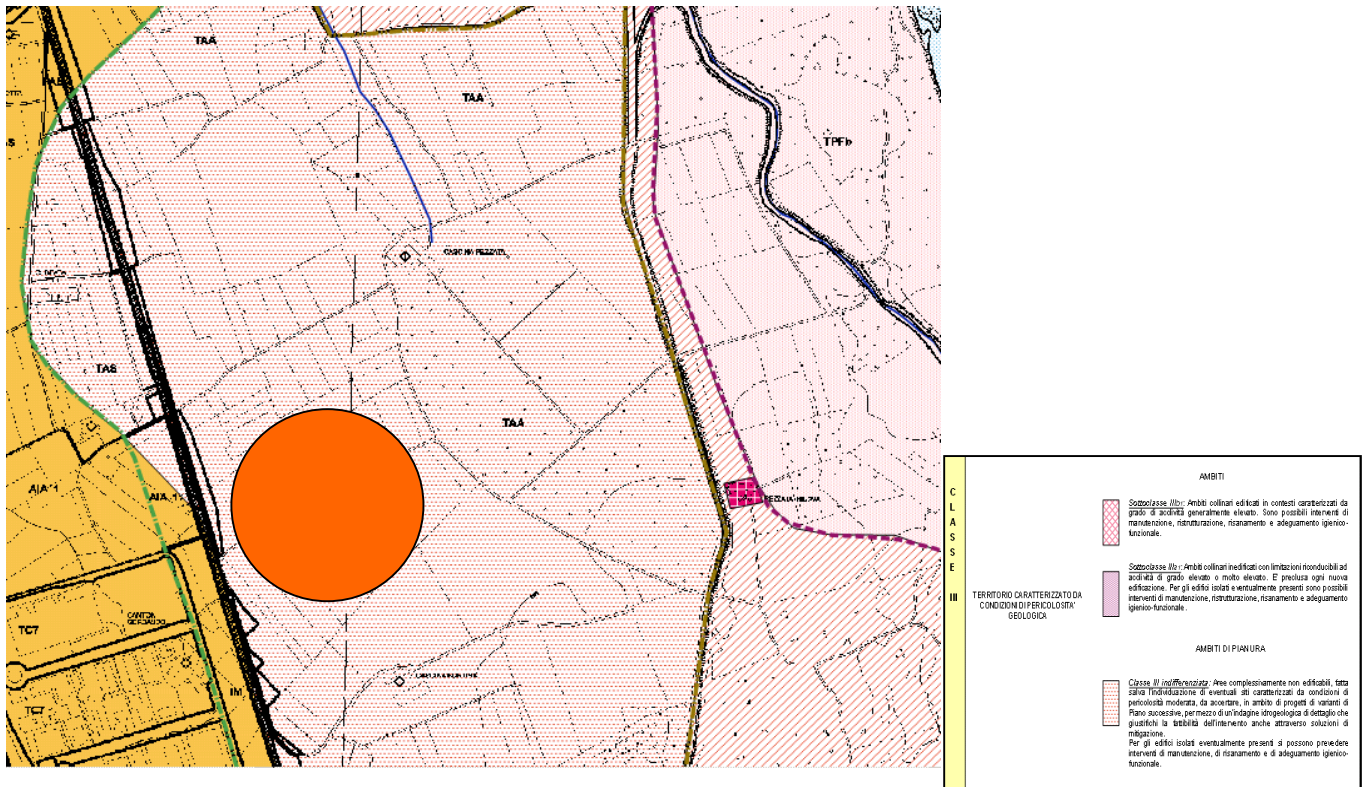 TAA
TAA
TPFb
TAS
TAA
AIA 1
AIA 1
TC7
TC7
IM
C
L
A
S
S
E
III
TERRITORIO CARATTERIZZATO DA
CONDIZIONI DI PERICOLOSITA'
GEOLOGICA
AMBITI
Ambiti collinari edificati in contesti caratterizzati da
grado di acclività generalmente elevato. Sono possibili interventi di
manutenzione, ristrutturazione, risanamento e adeguamento igienico-
funzionale.
Ambiti collinari inedificati con limitazioni riconducibili ad
acclività di grado elevato o molto elevato. E' preclusa ogni nuova
edificazione. Per gli edifici isolati eventualmente presenti sono possibili
interventi di manutenzione, ristrutturazione, risanamento e adeguamento
igienico-funzionale.
AMBITI DI PIANURA
Classe III indifferenziata: Aree complessivamente non edificabili, fatta
salva l'individuazione di eventuali siti caratterizzati da condizioni di
pericolosità moderata, da accertare, in ambito di progetti di varianti di
Piano successive, per mezzo di un'indagine idrogeologica di dettaglio che
giustifichi la fattibilità dell'intervento anche attraverso soluzioni di
mitigazione.
Per gli edifici isolati eventualmente presenti si possono prevedere
interventi di manutenzione, di risanamento e di adeguamento igienico-
funzionale.